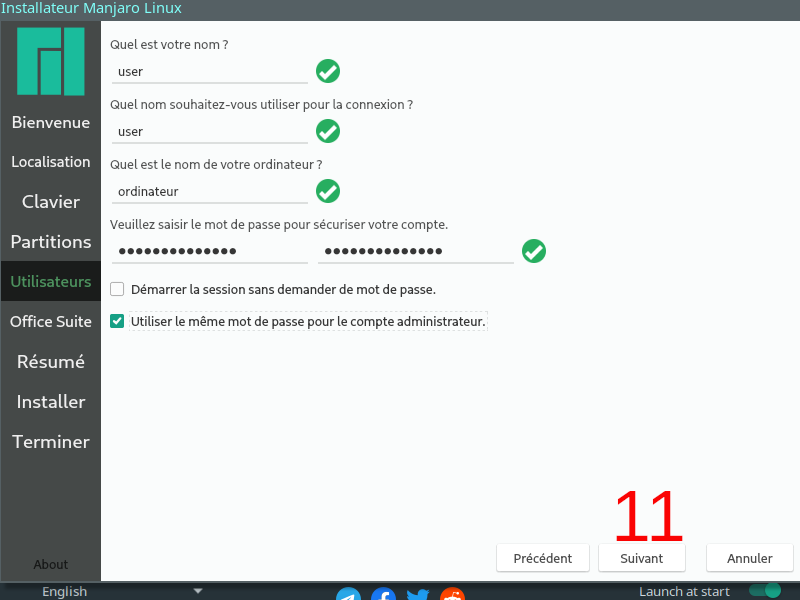 Installateur Manjaro Linux
Bienvenue
Localisation
Clavier
Partitions
Utilisateurs
Office Suite
Résumé
Installer
Terminer
About
Quel est votre nom ?
user
Quel nom souhaitez-vous utiliser pour la connexion ?
user
Quel est le nom de votre ordinateur ?
ordinateur
Veuillez saisir le mot de passe pour sécuriser votre compte.
●●●●●●●●●●●●●● ●●●●●●●●●●●●●●
Démarrer la session sans demander de mot de passe.
Utiliser le même mot de passe pour le compte administrateur.
11
Précédent Suivant Annuler
English Launch at start